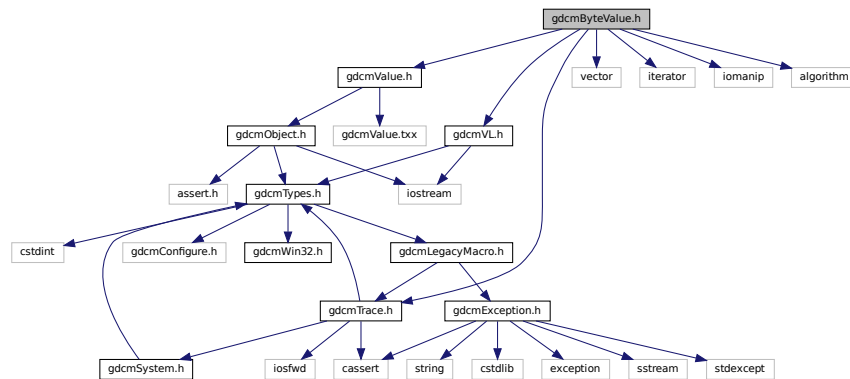 gdcmByteValue.h
gdcmValue.h
vector
iterator
iomanip
algorithm
gdcmObject.h
gdcmValue.txx
gdcmVL.h
assert.h
gdcmTypes.h
iostream
cstdint
gdcmConfigure.h
gdcmWin32.h
gdcmLegacyMacro.h
gdcmTrace.h
gdcmException.h
gdcmSystem.h
iosfwd
cassert
string
cstdlib
exception
sstream
stdexcept